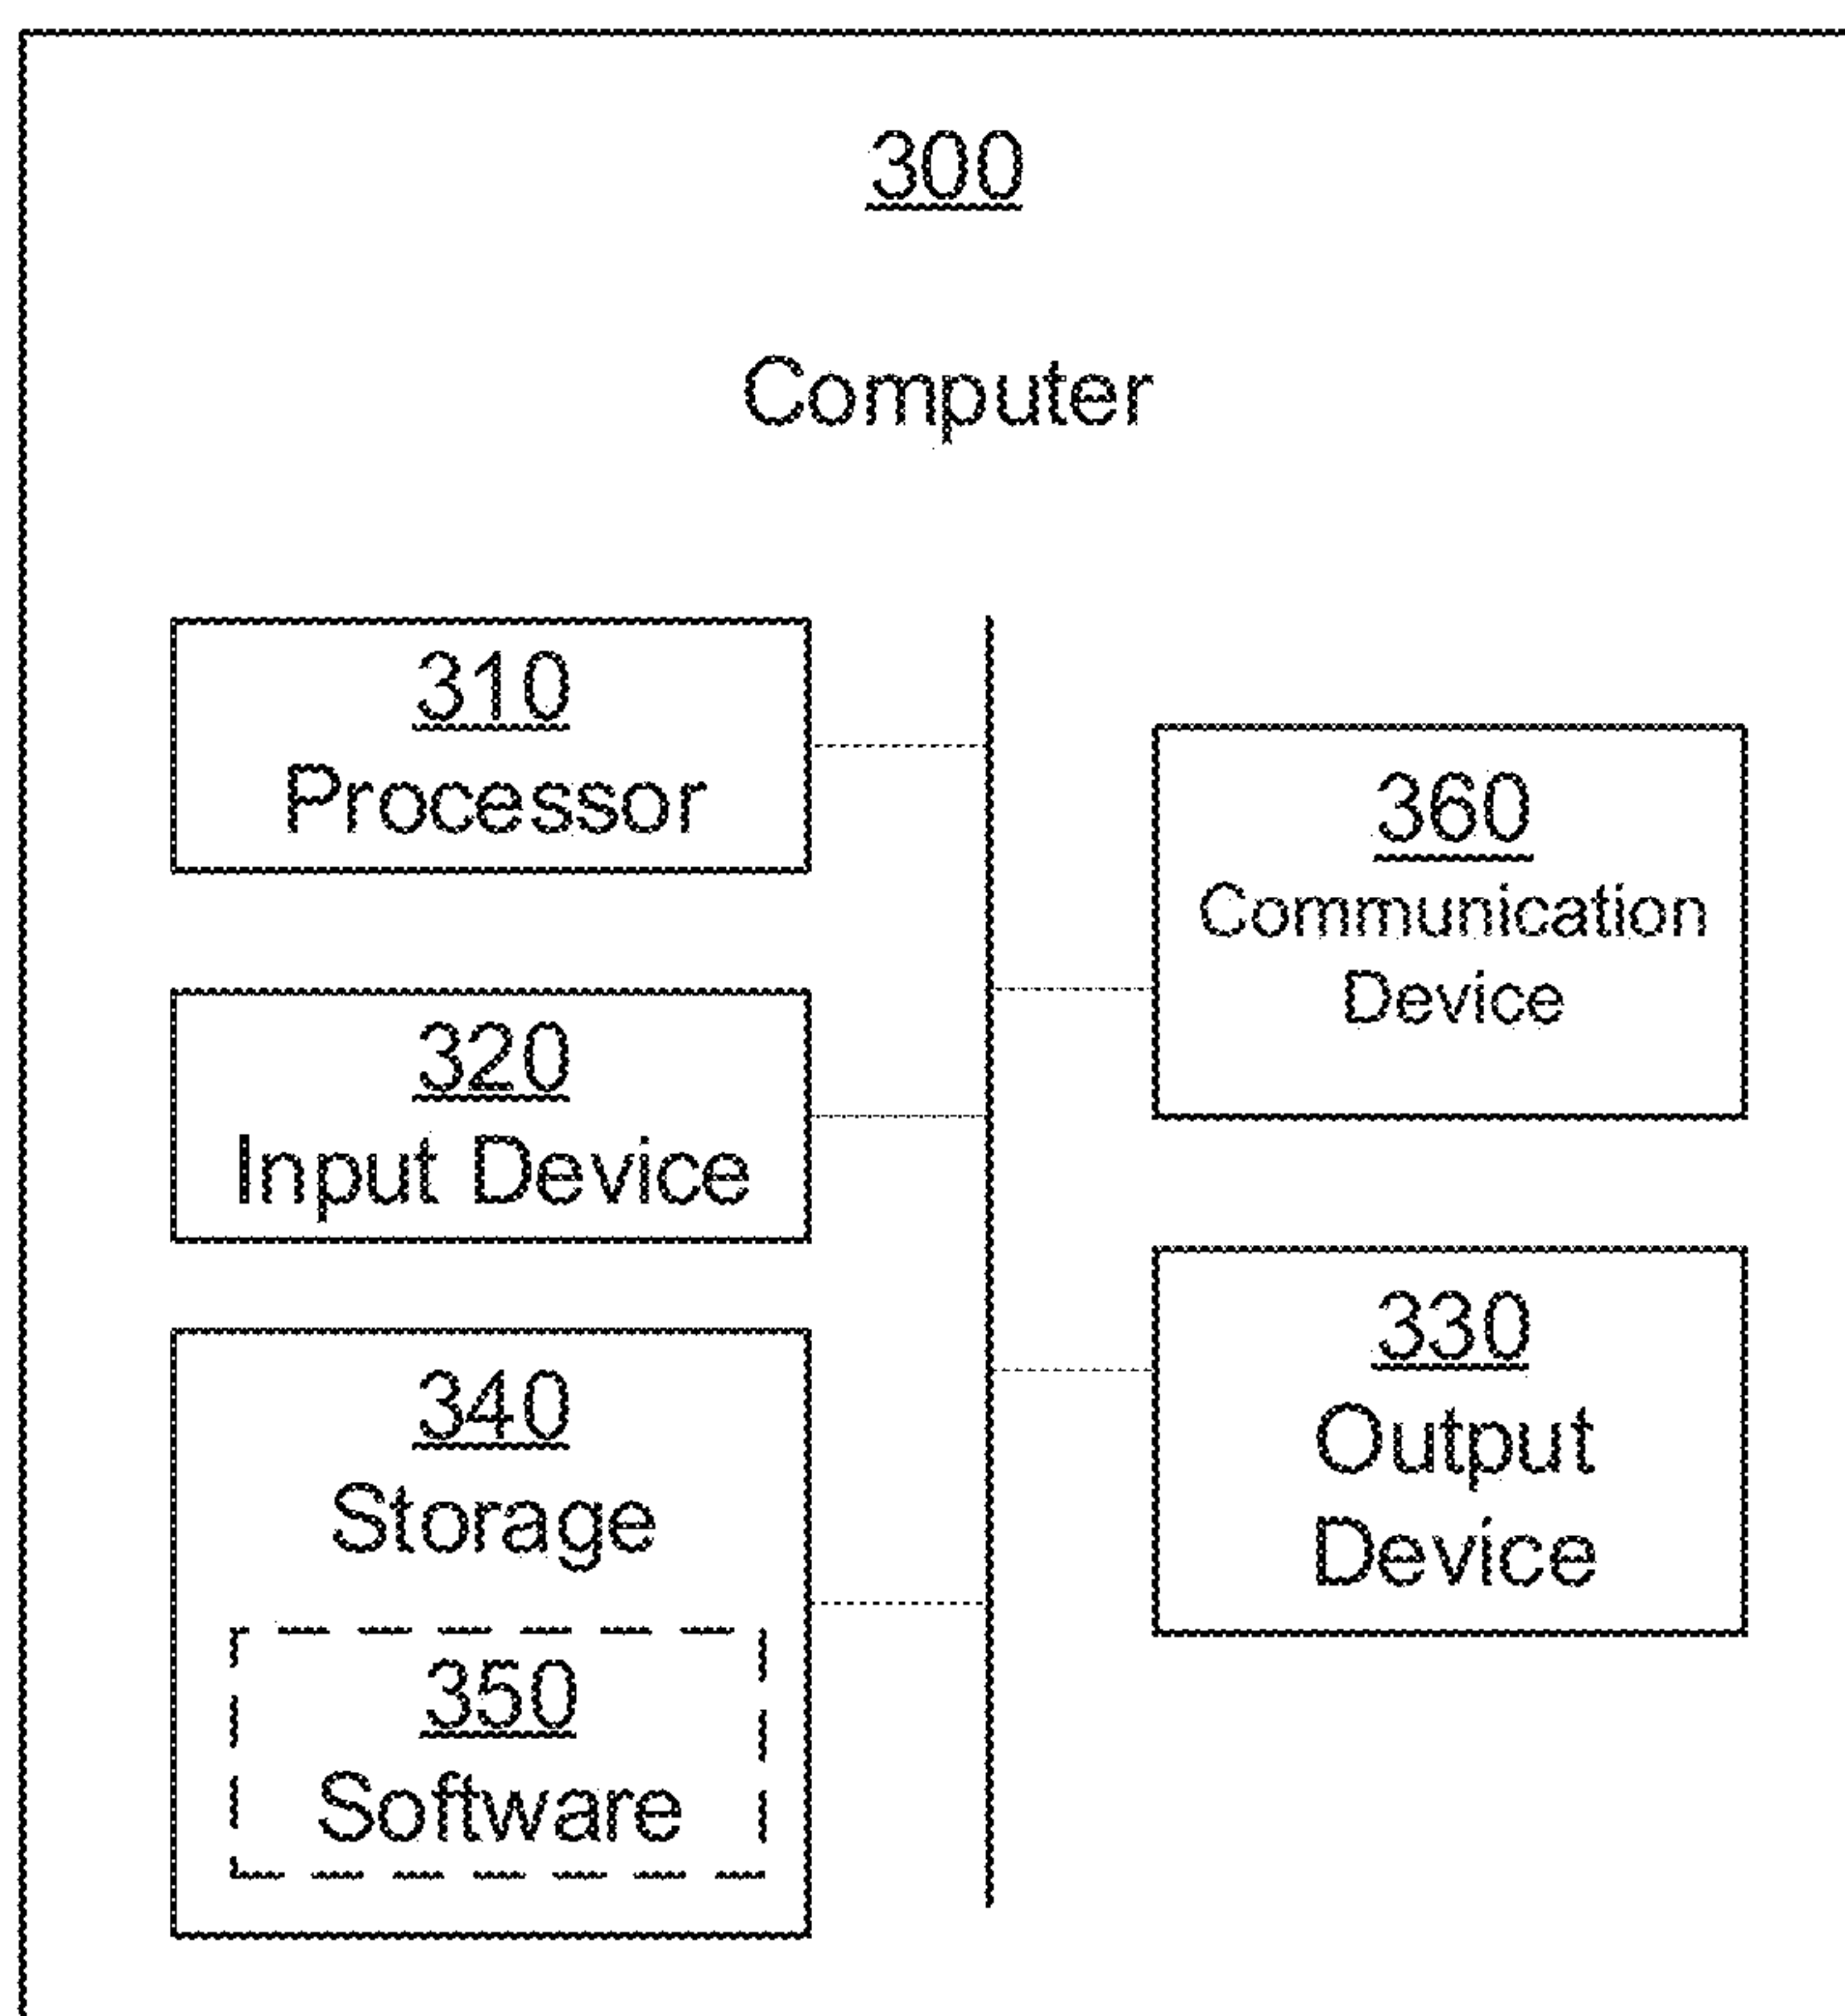 300
Computer
310
Processor
320
Input Device
340
Storage
350
Software
360
Communication
Device
330
Output
Device